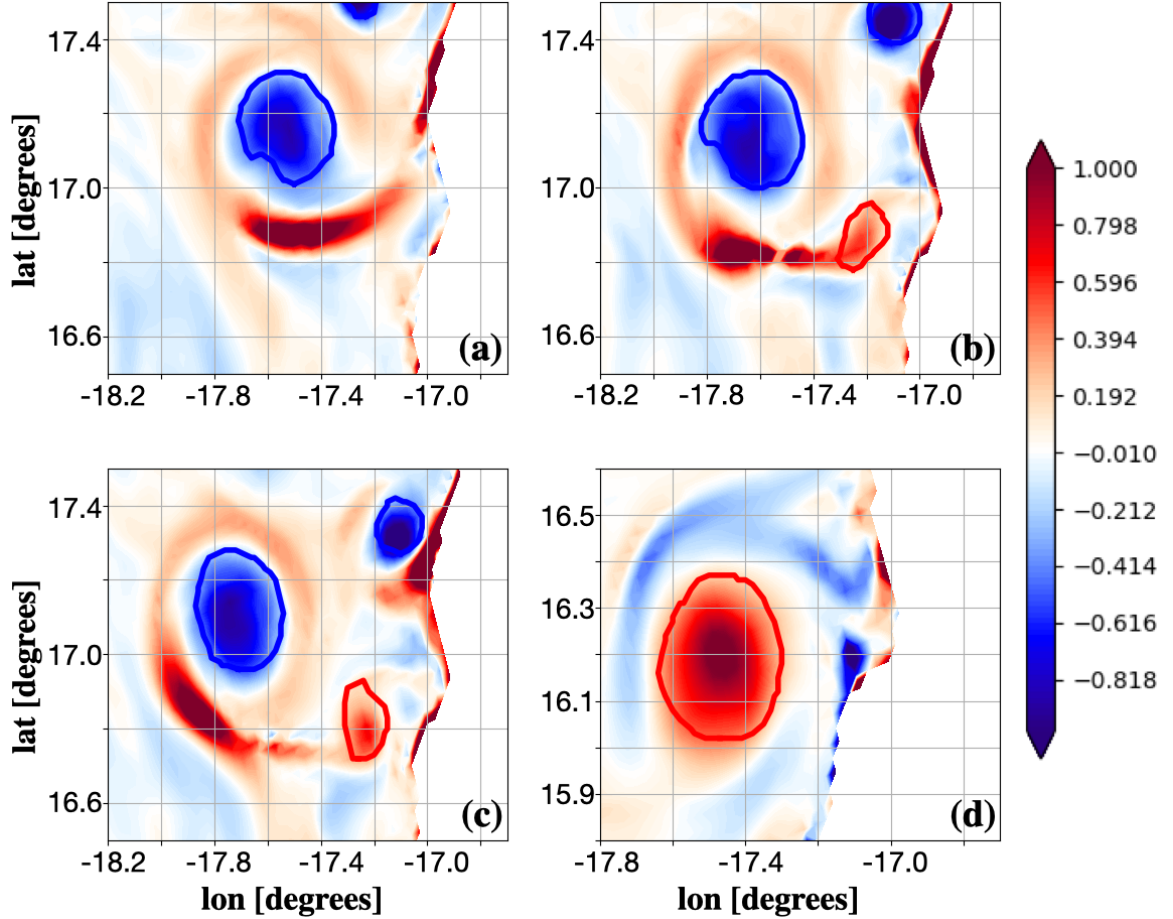 17.4
17.0
16.6
lat [degrees]
(a)
-18.2 -17.8 -17.4 -17.0
17.4
17.0
16.6
(b)
-18.2 -17.8 -17.4 -17.0
1.000
0.798
0.596
0.394
0.192
−0.010
−0.212
−0.414
−0.616
−0.818
17.4
17.0
16.6
lat [degrees]
(c)
-18.2 -17.8 -17.4 -17.0
lon [degrees]
16.5
16.3
16.1
15.9
(d)
-17.8 -17.4 -17.0
lon [degrees]